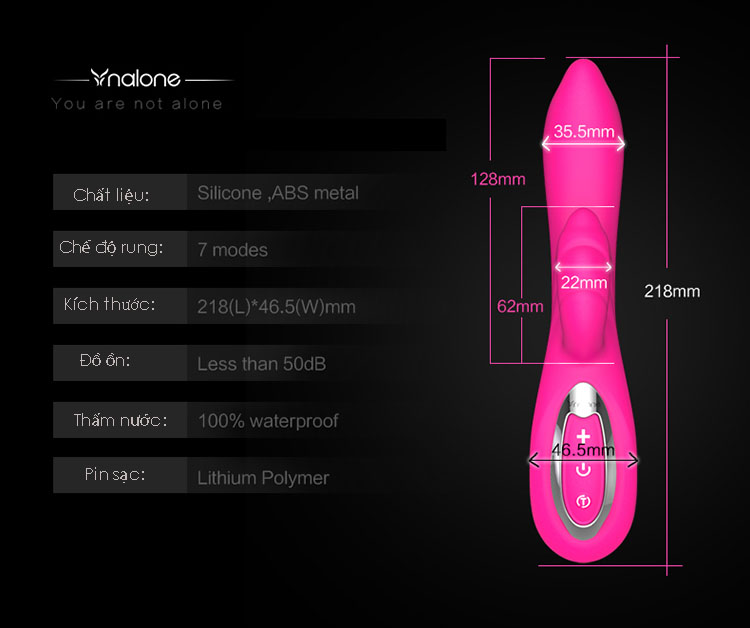 Ynalone
You are not alone
Chất liệu: Silicone ,ABS metal
Chế độ rung: 7 modes
Kích thước: 218(L)*46.5(W)mm
Đồ ồn: Less than 50dB
Thấm nước: 100% waterproof
Pin sạc: Lithium Polymer
35.5mm
128mm
22mm
62mm
218mm
46.5mm